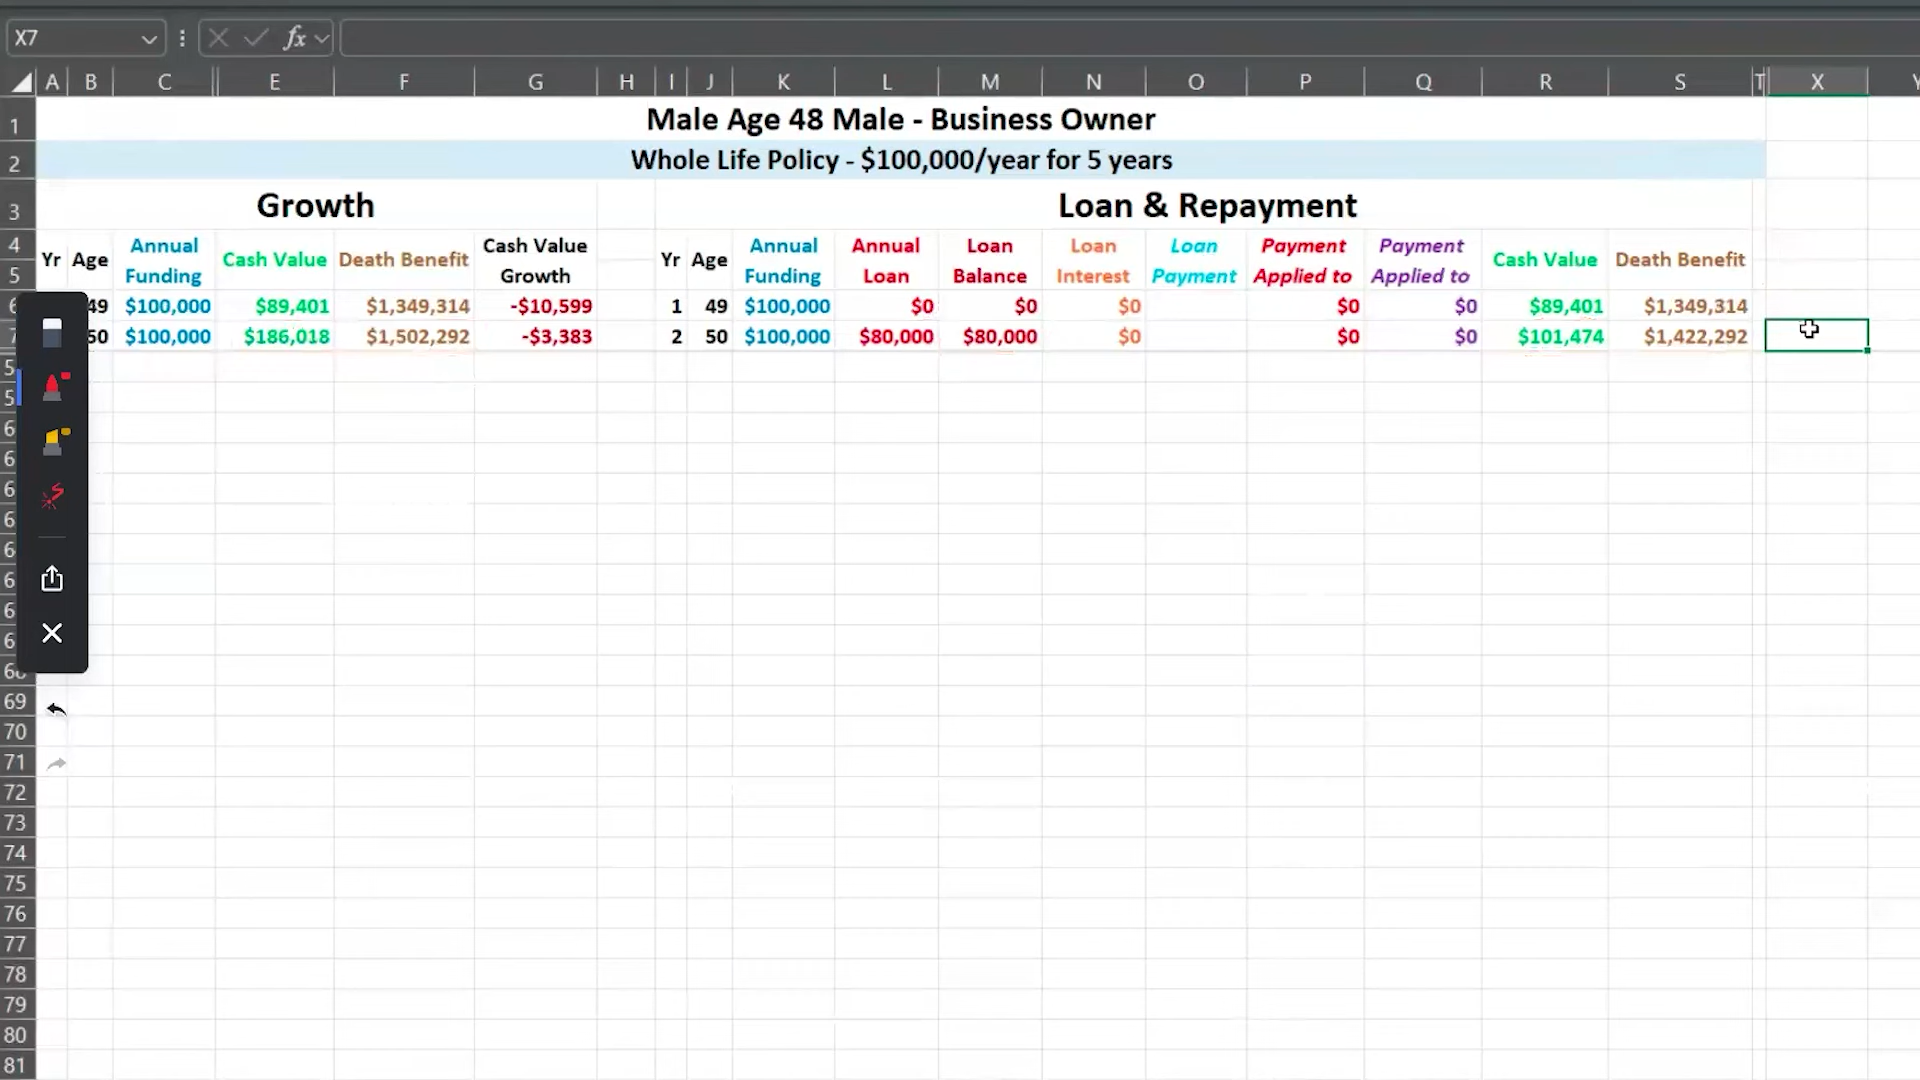 X7
fx
A B C E F G H I J K L M N O P Q R S T X Y
1 Male Age 48 Male - Business Owner
2 Whole Life Policy - $100,000/year for 5 years
3 Growth Loan & Repayment
4 Annual Cash Value Annual Annual Loan Loan Loan Payment Payment
Yr Age Cash Value Death Benefit Yr Age Cash Value Death Benefit
5 Funding Growth Funding Loan Balance Interest Payment Applied to Applied to
6 49 $100,000 $89,401 $1,349,314 -$10,599 1 49 $100,000 $0 $0 $0 $0 $0 $89,401 $1,349,314
7 50 $100,000 $186,018 $1,502,292 -$3,383 2 50 $100,000 $80,000 $80,000 $0 $0 $0 $101,474 $1,422,292
69
70
71
72
73
74
75
76
77
78
79
80
81